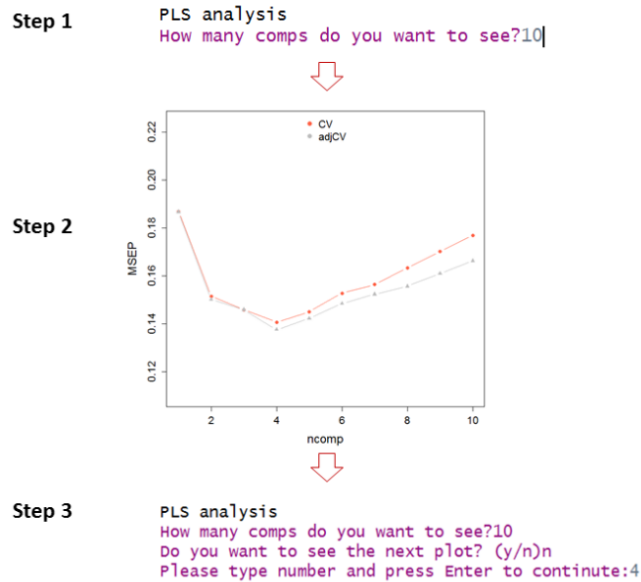 Step 1
PLS analysis
How many comps do you want to see?10
Step 2
CV
adjCV
0.22
0.20
0.18
0.16
0.14
0.12
MSEP
2 4 6 8 10
ncomp
Step 3
PLS analysis
How many comps do you want to see?10
Do you want to see the next plot? (y/n)n
Please type number and press Enter to continute:4